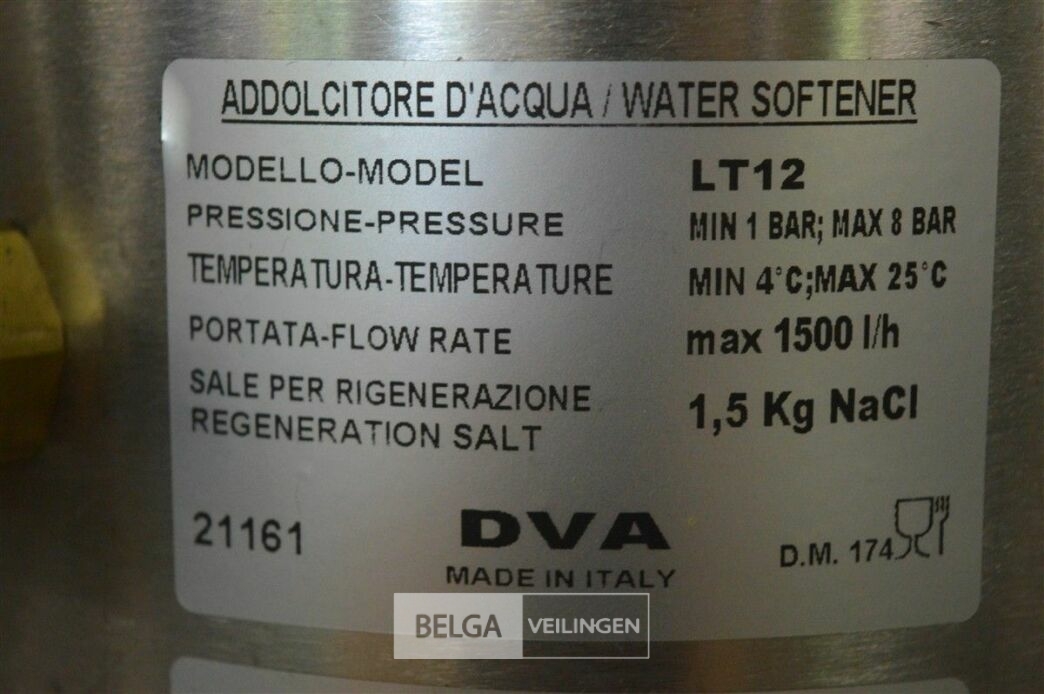 ADDOLCITORE D'ACQUA / WATER SOFTENER
MODELLO-MODEL LT12
PRESSIONE-PRESSURE MIN 1 BAR; MAX 8 BAR
TEMPERATURA-TEMPERATURE MIN 4°C;MAX 25°C
PORTATA-FLOW RATE max 1500 l/h
SALE PER RIGENERAZIONE
REGENERATION SALT 1,5 Kg NaCl
21161 DVA D.M. 174
MADE IN ITALY
BELGA VEILINGEN